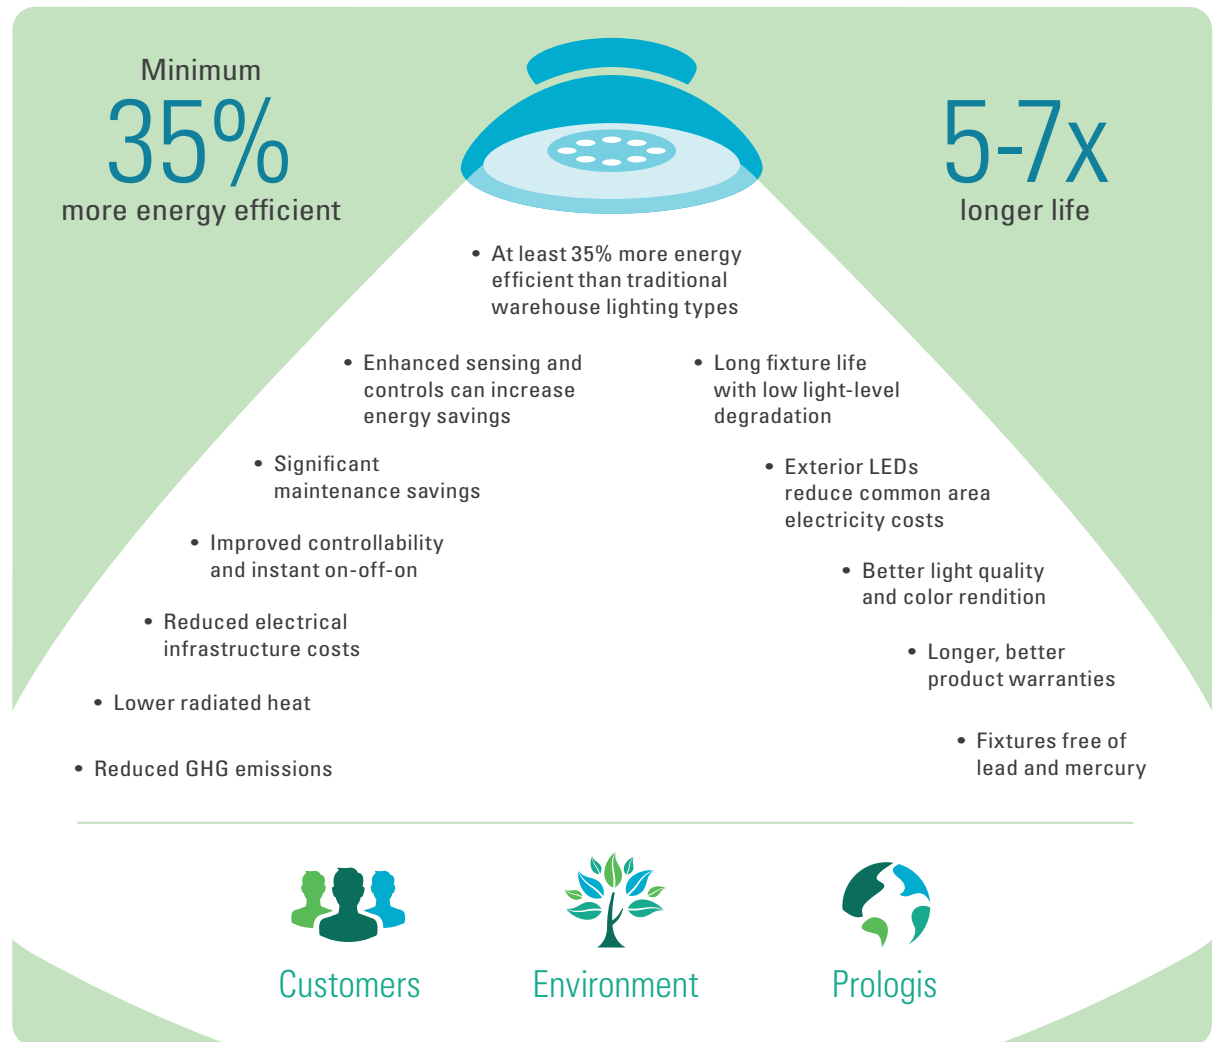 Minimum
35%
more energy efficient
5-7x
longer life
• At least 35% more energy
efficient than traditional
warehouse lighting types
• Enhanced sensing and
controls can increase
energy savings
• Significant
maintenance savings
• Improved controllability
and instant on-off-on
• Reduced electrical
infrastructure costs
• Lower radiated heat
• Reduced GHG emissions
• Long fixture life
with low light-level
degradation
• Exterior LEDs
reduce common area
electricity costs
• Better light quality
and color rendition
• Longer, better
product warranties
• Fixtures free of
lead and mercury
Customers
Environment
Prologis